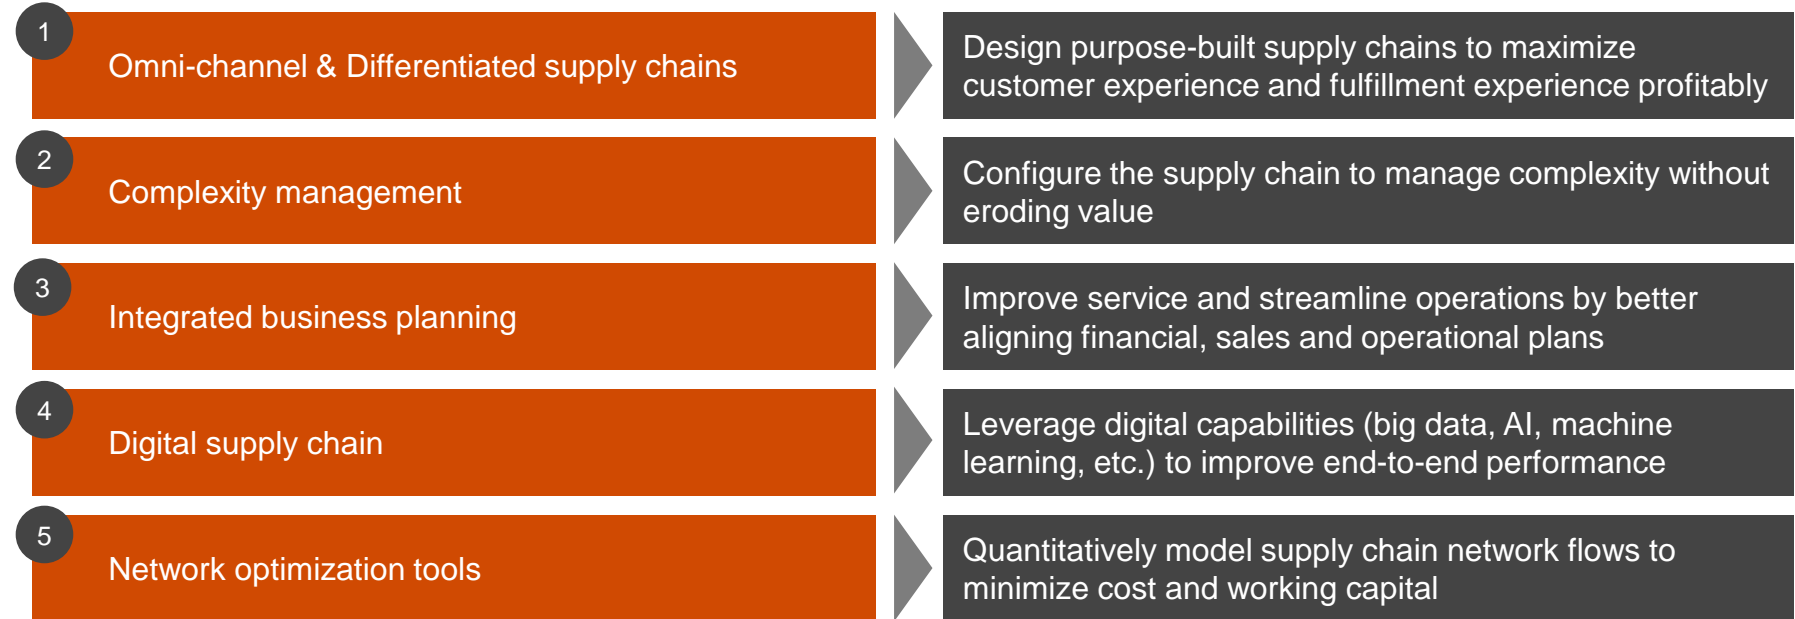 1
Omni-channel & Differentiated supply chains
Design purpose-built supply chains to maximize
customer experience and fulfillment experience profitably
2
Complexity management
Configure the supply chain to manage complexity without
eroding value
3
Integrated business planning
Improve service and streamline operations by better
aligning financial, sales and operational plans
4
Digital supply chain
Leverage digital capabilities (big data, AI, machine
learning, etc.) to improve end-to-end performance
5
Network optimization tools
Quantitatively model supply chain network flows to
minimize cost and working capital